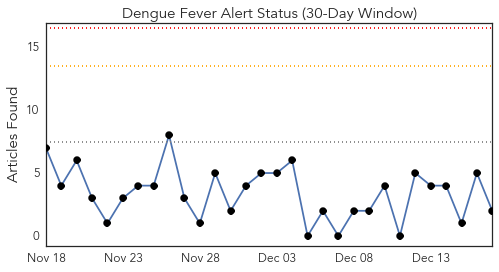 Dengue Fever Alert Status (30-Day Window)
Articles Found
15
10
5
0
Nov 18 Nov 23 Nov 28 Dec 03 Dec 08 Dec 13